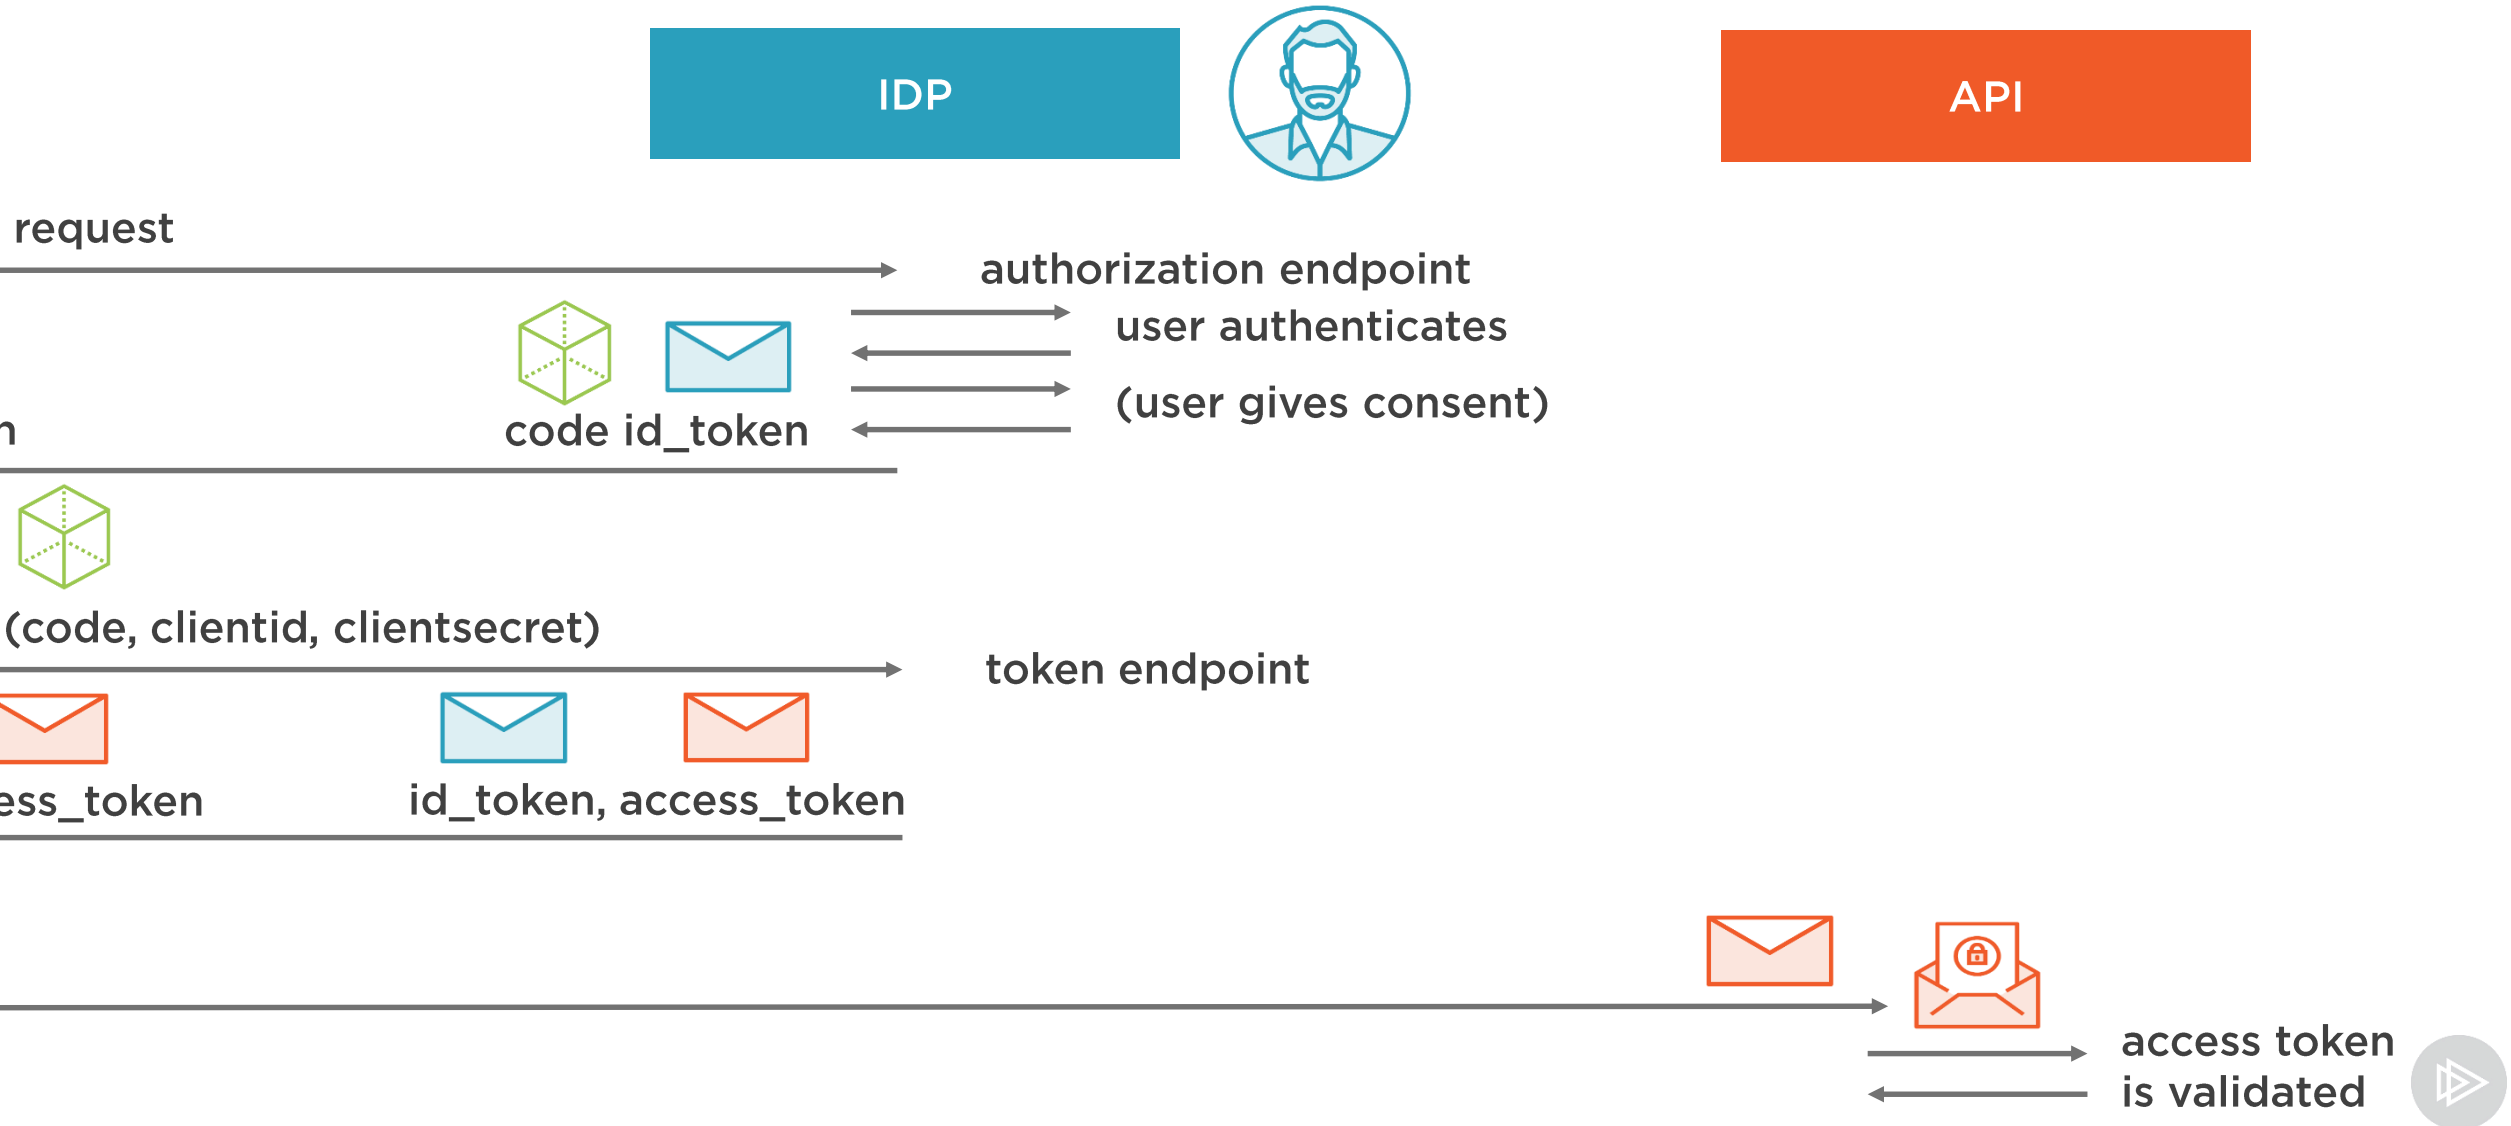 IDP
API
request
authorization endpoint
user authenticates
(user gives consent)
n
code id_token
(code, clientid, clientsecret)
token endpoint
ess_token
id_token, access_token
access token
is validated